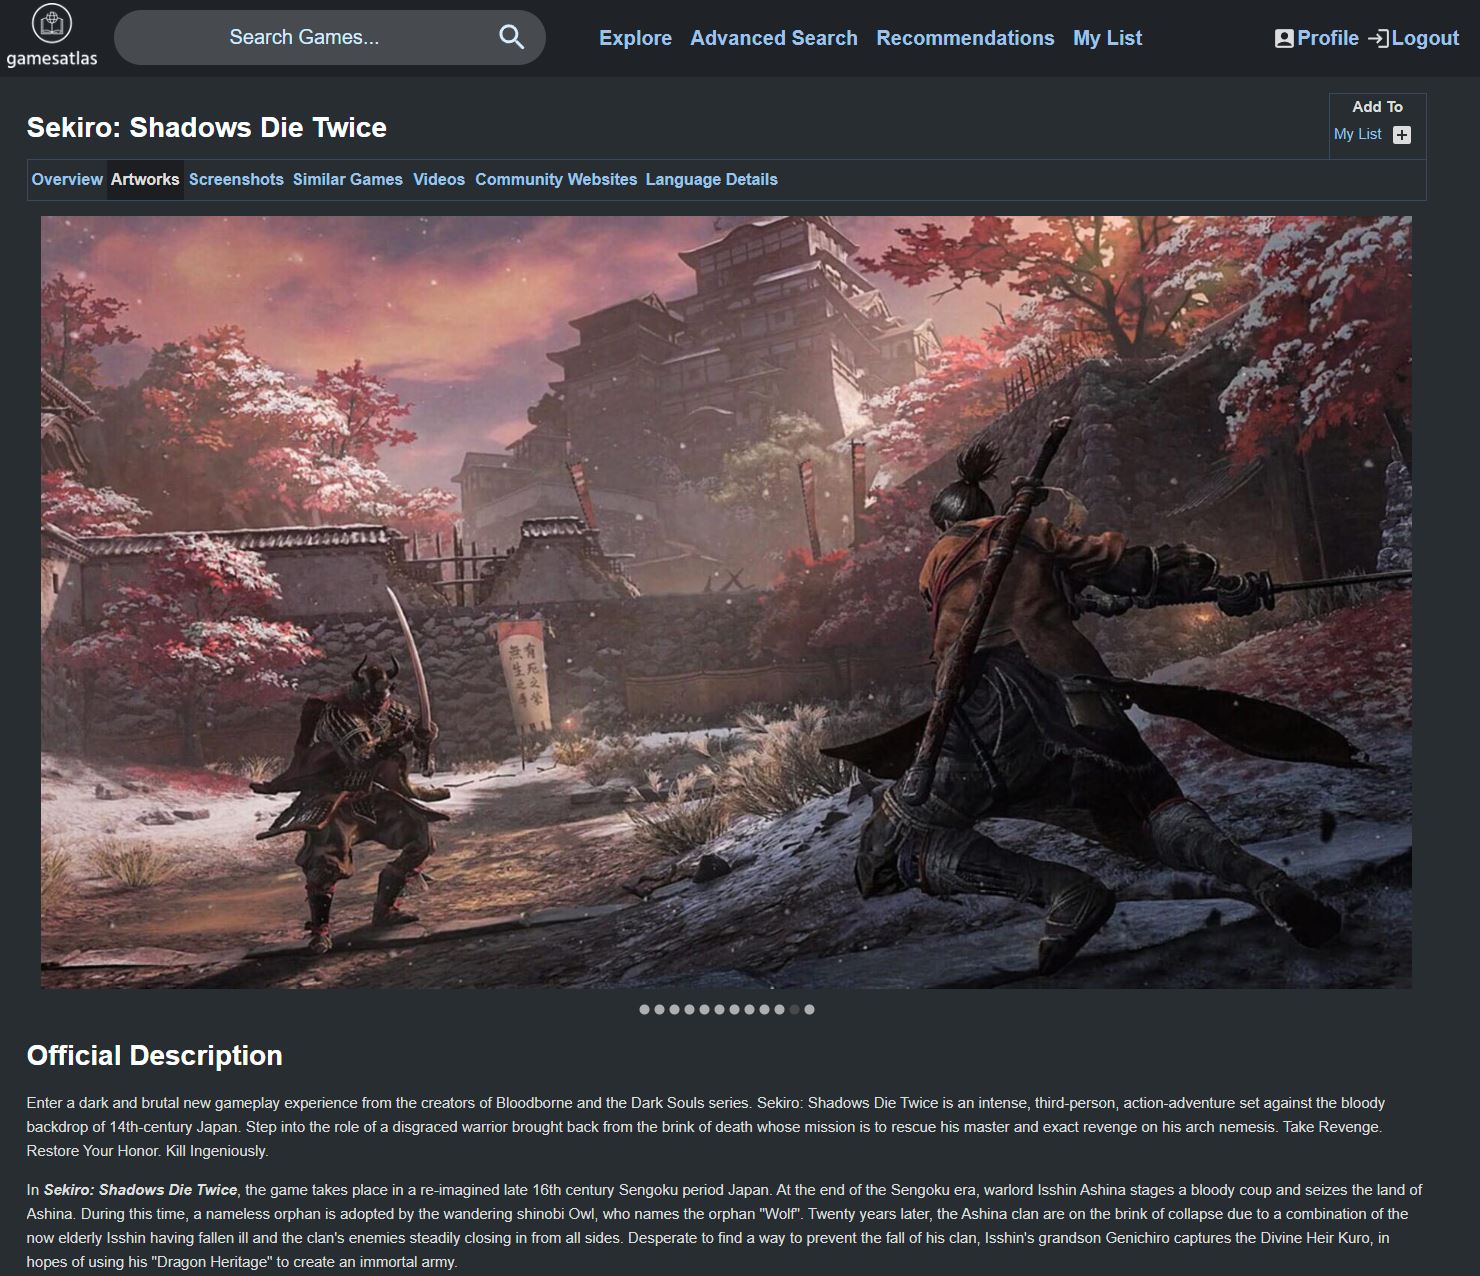 gamesatlas
Search Games...
Explore Advanced Search Recommendations My List
Profile Logout
Sekiro: Shadows Die Twice
Add To
My List
Overview Artworks Screenshots Similar Games Videos Community Websites Language Details
有死之榮
無生之辱
Official Description
Enter a dark and brutal new gameplay experience from the creators of Bloodborne and the Dark Souls series. Sekiro: Shadows Die Twice is an intense, third-person, action-adventure set against the bloody
backdrop of 14th-century Japan. Step into the role of a disgraced warrior brought back from the brink of death whose mission is to rescue his master and exact revenge on his arch nemesis. Take Revenge.
Restore Your Honor. Kill Ingeniously.
In Sekiro: Shadows Die Twice, the game takes place in a re-imagined late 16th century Sengoku period Japan. At the end of the Sengoku era, warlord Isshin Ashina stages a bloody coup and seizes the land of
Ashina. During this time, a nameless orphan is adopted by the wandering shinobi Owl, who names the orphan "Wolf". Twenty years later, the Ashina clan are on the brink of collapse due to a combination of the
now elderly Isshin having fallen ill and the clan's enemies steadily closing in from all sides. Desperate to find a way to prevent the fall of his clan, Isshin's grandson Genichiro captures the Divine Heir Kuro, in
hopes of using his "Dragon Heritage" to create an immortal army.